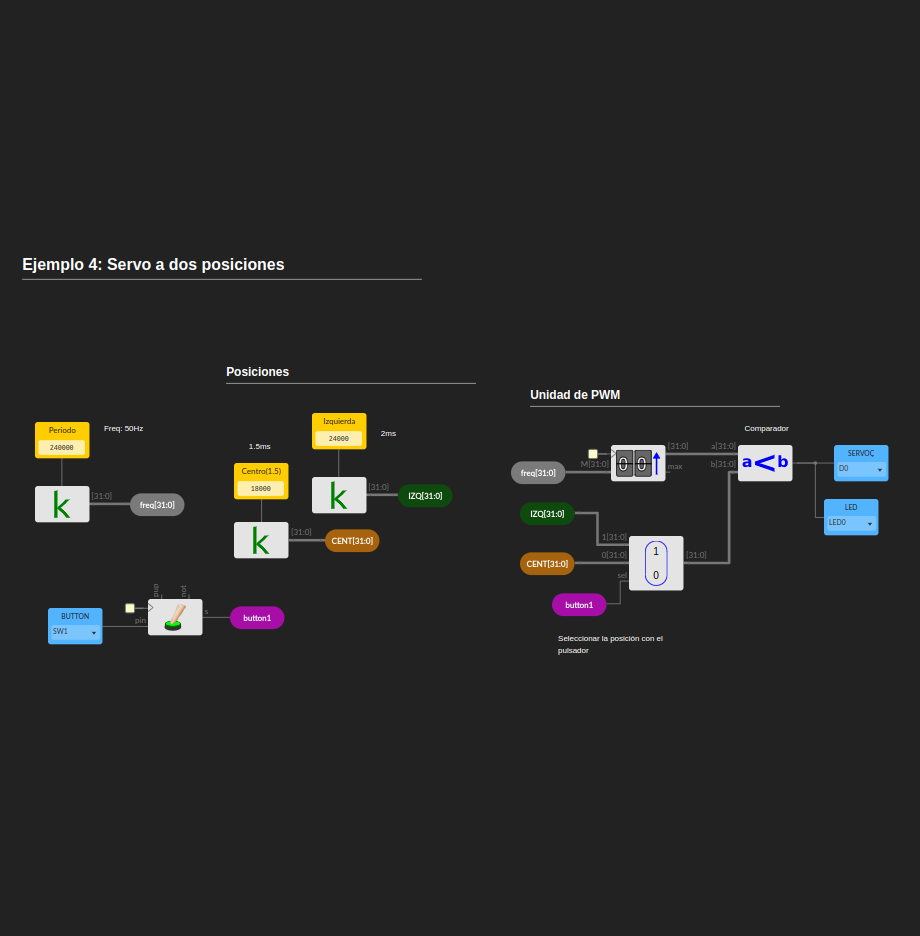 Ejemplo 4: Servo a dos posiciones
Posiciones
Periodo
240000
Freq: 50Hz
k
[31:0]
freq[31:0]
1.5ms
Centro(1.5)
18000
k
[31:0]
CENT[31:0]
Izquierda
24000
2ms
k
[31:0]
IZQ[31:0]
BUTTON
SW1
pup
not
pin
s
button1
Unidad de PWM
Comparador
freq[31:0]
M[31:0]
0 0
[31:0]
max
a[31:0]
b[31:0]
a<b
SERVOÇ
D0
LED
LED0
IZQ[31:0]
CENT[31:0]
button1
1[31:0]
0[31:0]
sel
1
0
[31:0]
Seleccionar la posición con el
pulsador